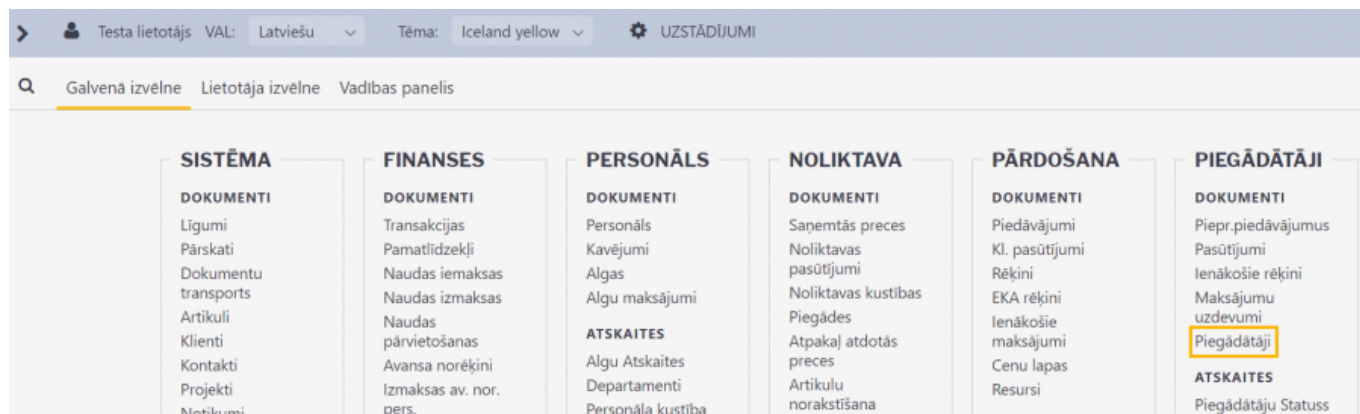 Testa lietotājs VAL: Latviešu Tēma: Iceland yellow UZSTĀDĪJUMI
Galvenā izvēlne Lietotāja izvēlne Vadības panelis
SISTĒMA
DOKUMENTI
Līgumi
Pārskati
Dokumentu
transports
Artikuli
Klienti
Kontakti
Projekti
Notikumi
FINANSES
DOKUMENTI
Transakcijas
Pamatlīdzekļi
Naudas iemaksas
Naudas izmaksas
Naudas
pārvietošanas
Avansa norēķini
Izmaksas av. nor.
pers.
PERSONĀLS
DOKUMENTI
Personāls
Kavējumi
Algas
Algu maksājumi
ATSKAITES
Algu Atskaites
Departamenti
Personāla kustība
NOLIKTAVA
DOKUMENTI
Saņemtās preces
Noliktavas
pasūtījumi
Noliktavas kustības
Piegādes
Atpakaļ atdotās
preces
Artikulu
norakstīšana
PĀRDOŠANA
DOKUMENTI
Piedāvājumi
Kl. pasūtījumi
Rēķini
EKA rēķini
Ienākošie
maksājumi
Cenu lapas
Resursi
PIEGĀDĀTĀJI
DOKUMENTI
Piepr.piedāvājumus
Pasūtījumi
Ienākošie rēķini
Maksājumu
uzdevumi
Piegādātāji
ATSKAITES
Piegādātāju Statuss